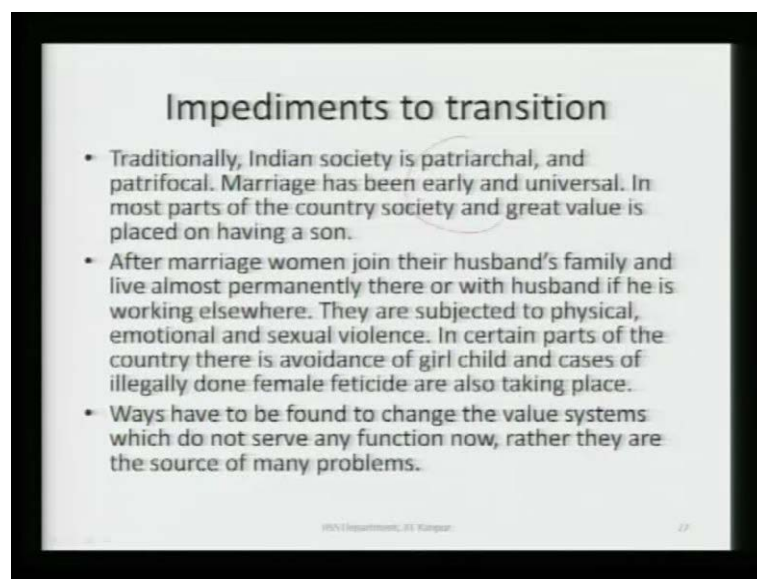 Impediments to transition
• Traditionally, Indian society is patriarchal, and
patrifocal. Marriage has been early and universal. In
most parts of the country society and great value is
placed on having a son.
• After marriage women join their husband's family and
live almost permanently there or with husband if he is
working elsewhere. They are subjected to physical,
emotional and sexual violence. In certain parts of the
country there is avoidance of girl child and cases of
illegally done female feticide are also taking place.
• Ways have to be found to change the value systems
which do not serve any function now, rather they are
the source of many problems.
HSS Department, IIT Kanpur